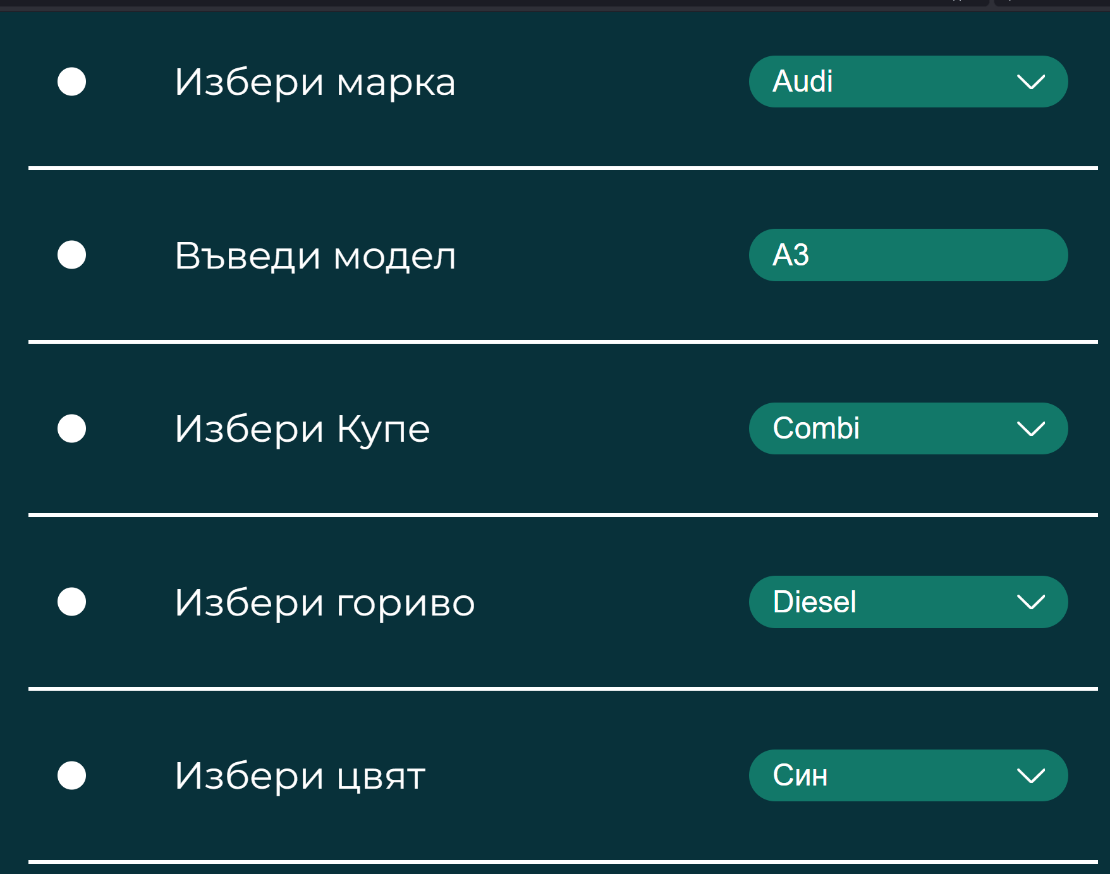 Избери марка
Audi
Въведи модел
A3
Избери Купе
Combi
Избери гориво
Diesel
Избери цвят
Син